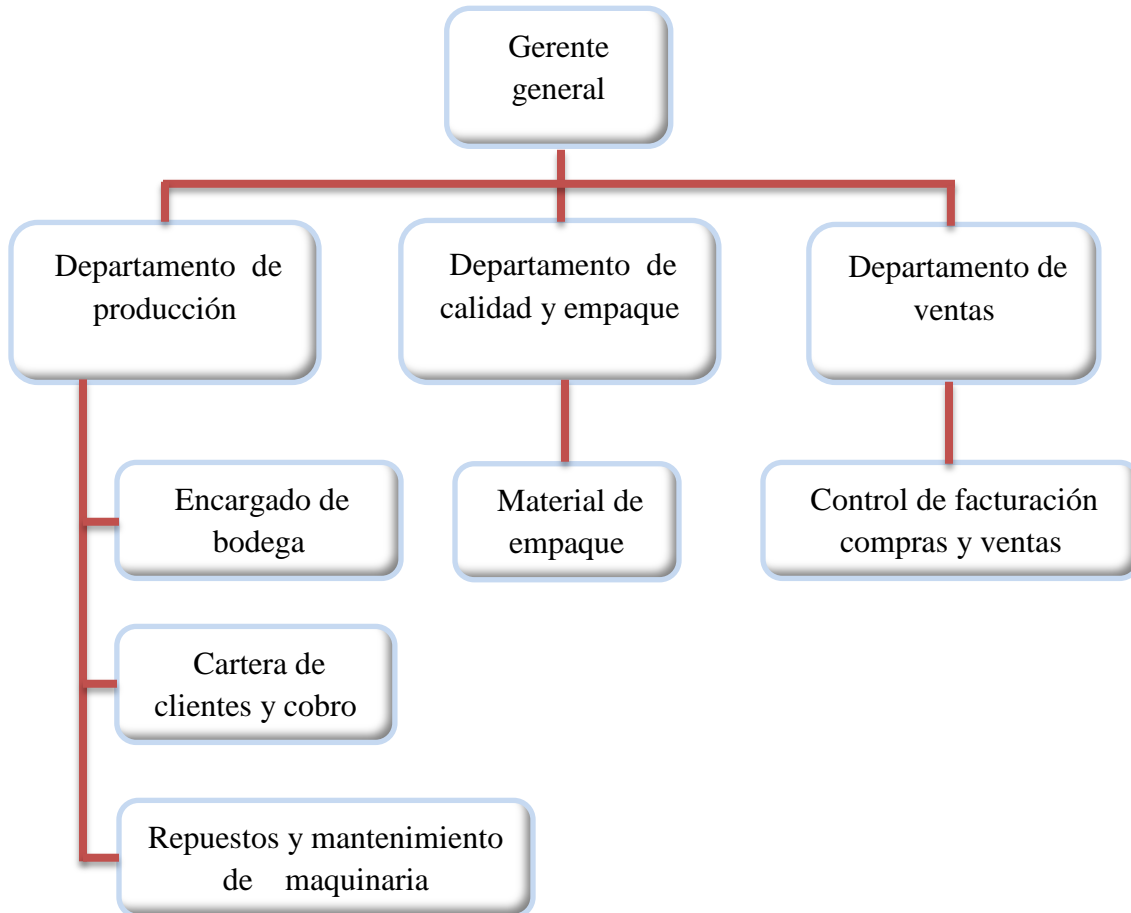 Gerente
general
Departamento de
producción
Departamento de
calidad y empaque
Departamento de
ventas
Encargado de
bodega
Material de
empaque
Control de facturación
compras y ventas
Cartera de
clientes y cobro
Repuestos y mantenimiento
de maquinaria